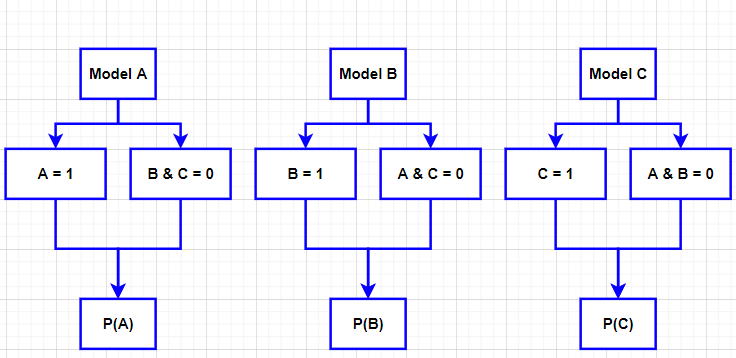 Model A
Model B
Model C
A = 1
B & C = 0
B = 1
A & C = 0
C = 1
A & B = 0
P(A)
P(B)
P(C)